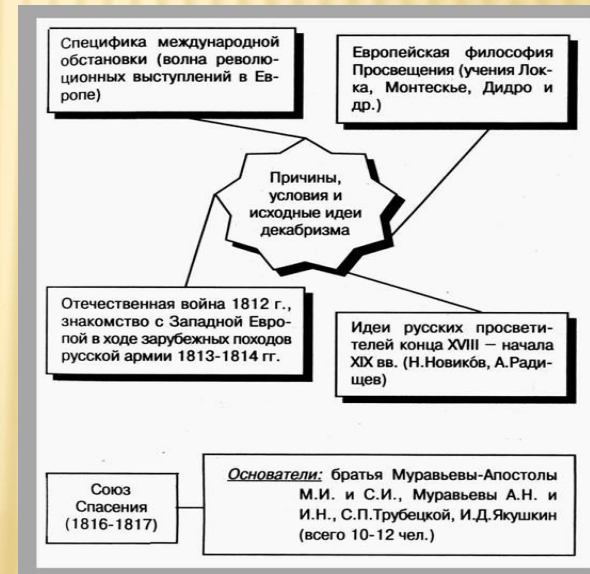 Специфика международной
обстановки (волна револю-
ционных выступлений в Ев-
ропе)
Европейская философия
Просвещения (учения Лок-
ка, Монтескье, Дидро и
др.)
Причины,
условия и
исходные идеи
декабризма
Отечественная война 1812 г.,
знакомство с Западной Евро-
пой в ходе зарубежных походов
русской армии 1813-1814 гг.
Идеи русских просвети-
телей конца XVIII — начала
XIX вв. (Н.Новикóв, А.Ради-
щев)
Союз
Спасения
(1816-1817)
Основатели: братья Муравьевы-Апостолы
М.И. и С.И., Муравьевы А.Н. и
И.Н., С.П.Трубецкой, И.Д.Якушкин
(всего 10-12 чел.)